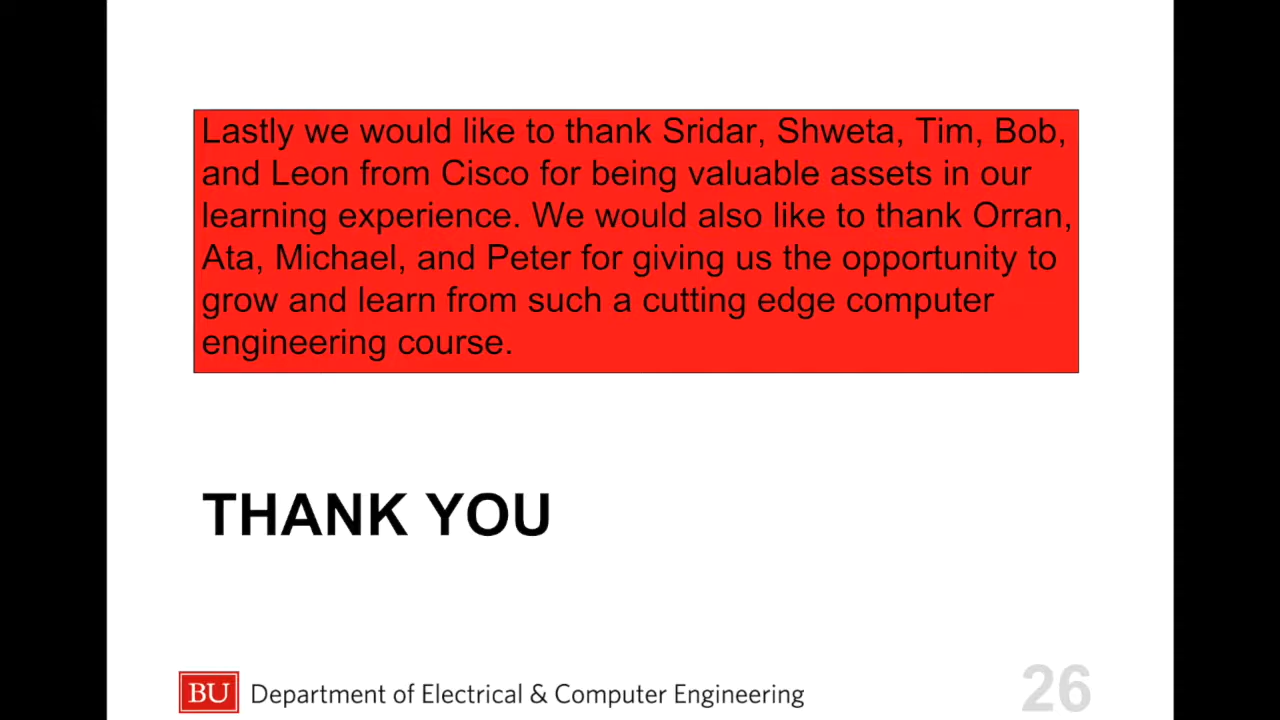 Lastly we would like to thank Sridar, Shweta, Tim, Bob,
and Leon from Cisco for being valuable assets in our
learning experience. We would also like to thank Orran,
Ata, Michael, and Peter for giving us the opportunity to
grow and learn from such a cutting edge computer
engineering course.
THANK YOU
BU Department of Electrical & Computer Engineering
26